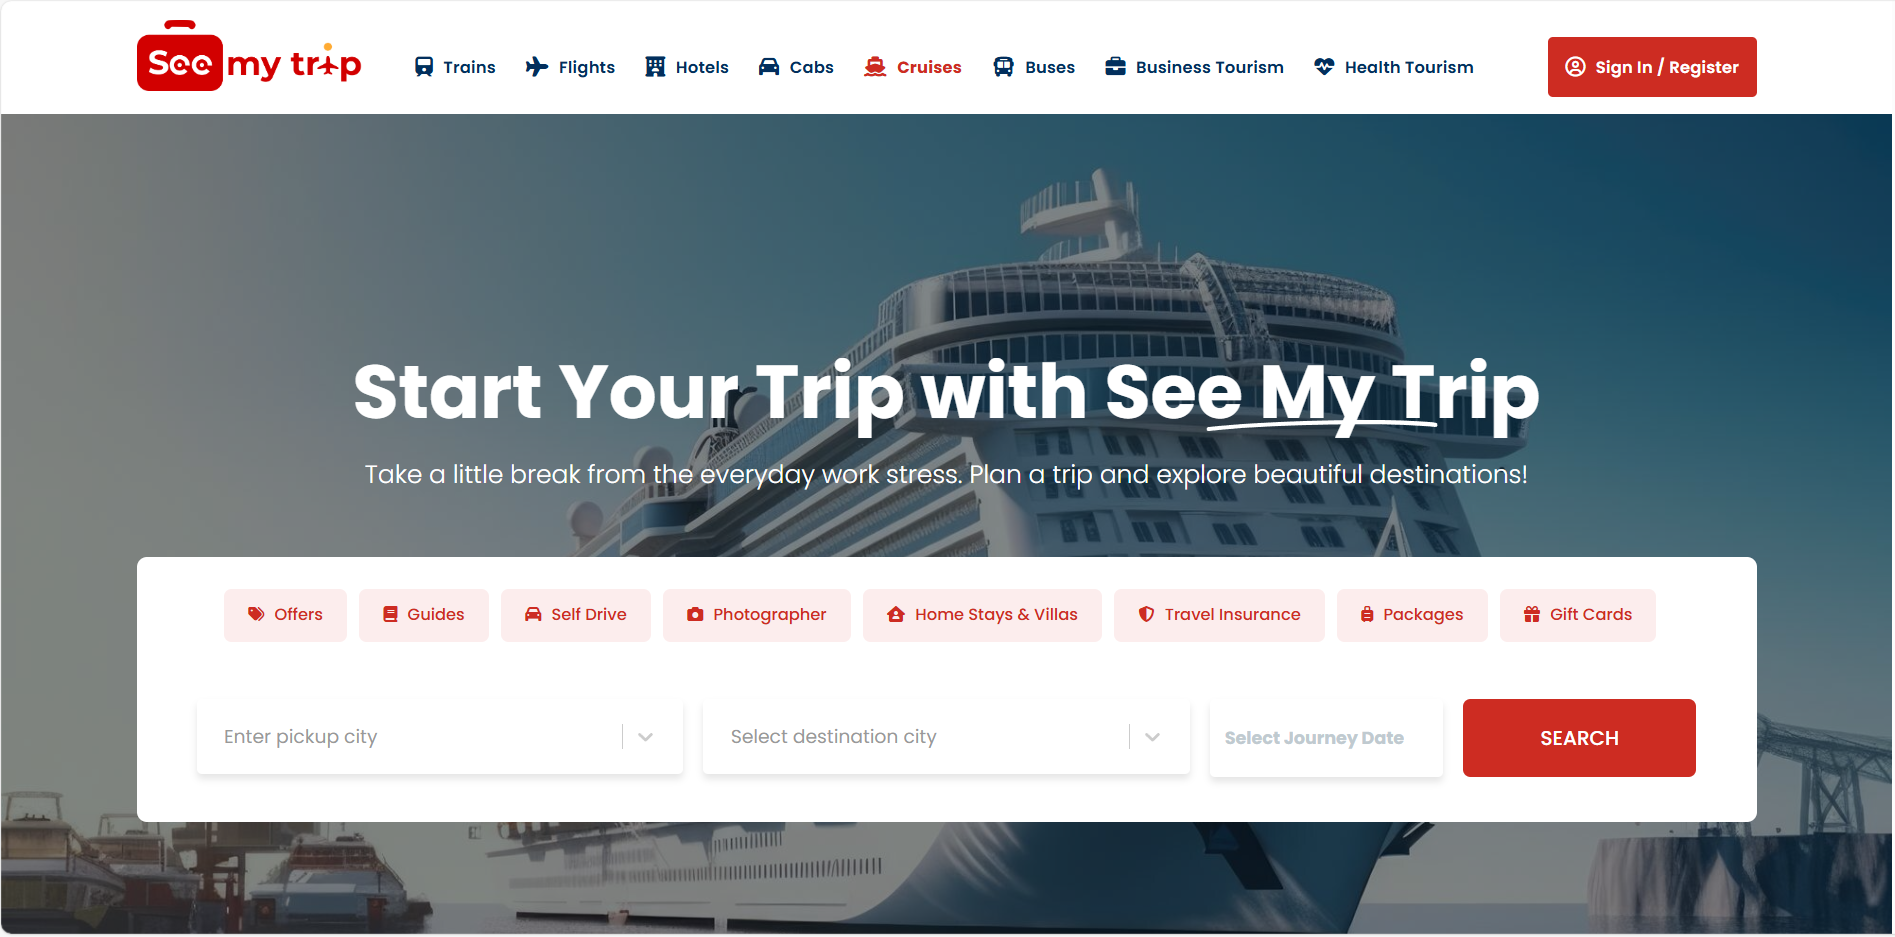 See my trip
Trains Flights Hotels Cabs Cruises Buses Business Tourism Health Tourism Sign In / Register
Start Your Trip with See My Trip
Take a little break from the everyday work stress. Plan a trip and explore beautiful destinations!
Offers Guides Self Drive Photographer Home Stays & Villas Travel Insurance Packages Gift Cards
Enter pickup city Select destination city Select Journey Date SEARCH